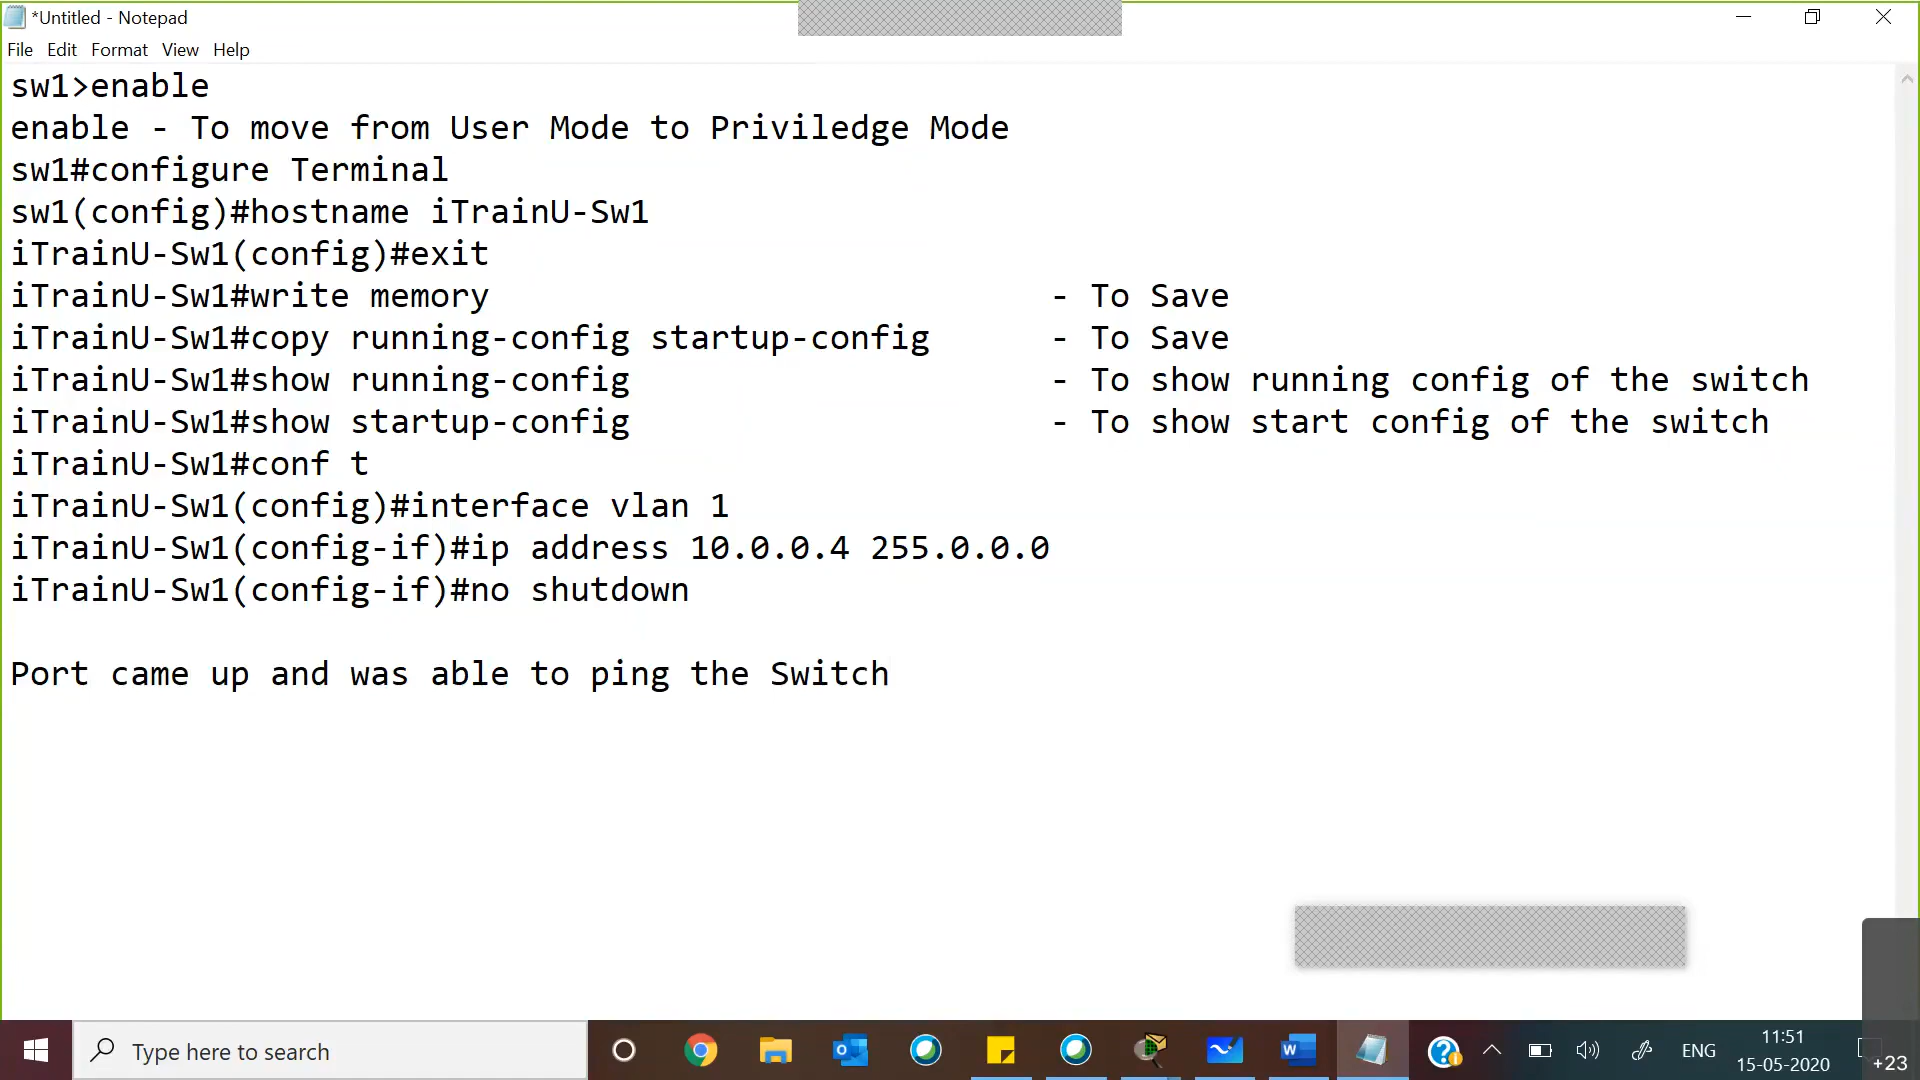 *Untitled - Notepad
File Edit Format View Help
sw1>enable
enable - To move from User Mode to Priviledge Mode
sw1#configure Terminal
sw1(config)#hostname iTrainU-Sw1
iTrainU-Sw1(config)#exit
iTrainU-Sw1#write memory - To Save
iTrainU-Sw1#copy running-config startup-config - To Save
iTrainU-Sw1#show running-config - To show running config of the switch
iTrainU-Sw1#show startup-config - To show start config of the switch
iTrainU-Sw1#conf t
iTrainU-Sw1(config)#interface vlan 1
iTrainU-Sw1(config-if)#ip address 10.0.0.4 255.0.0.0
iTrainU-Sw1(config-if)#no shutdown
Port came up and was able to ping the Switch
Type here to search
ENG
11:51
15-05-2020
+23